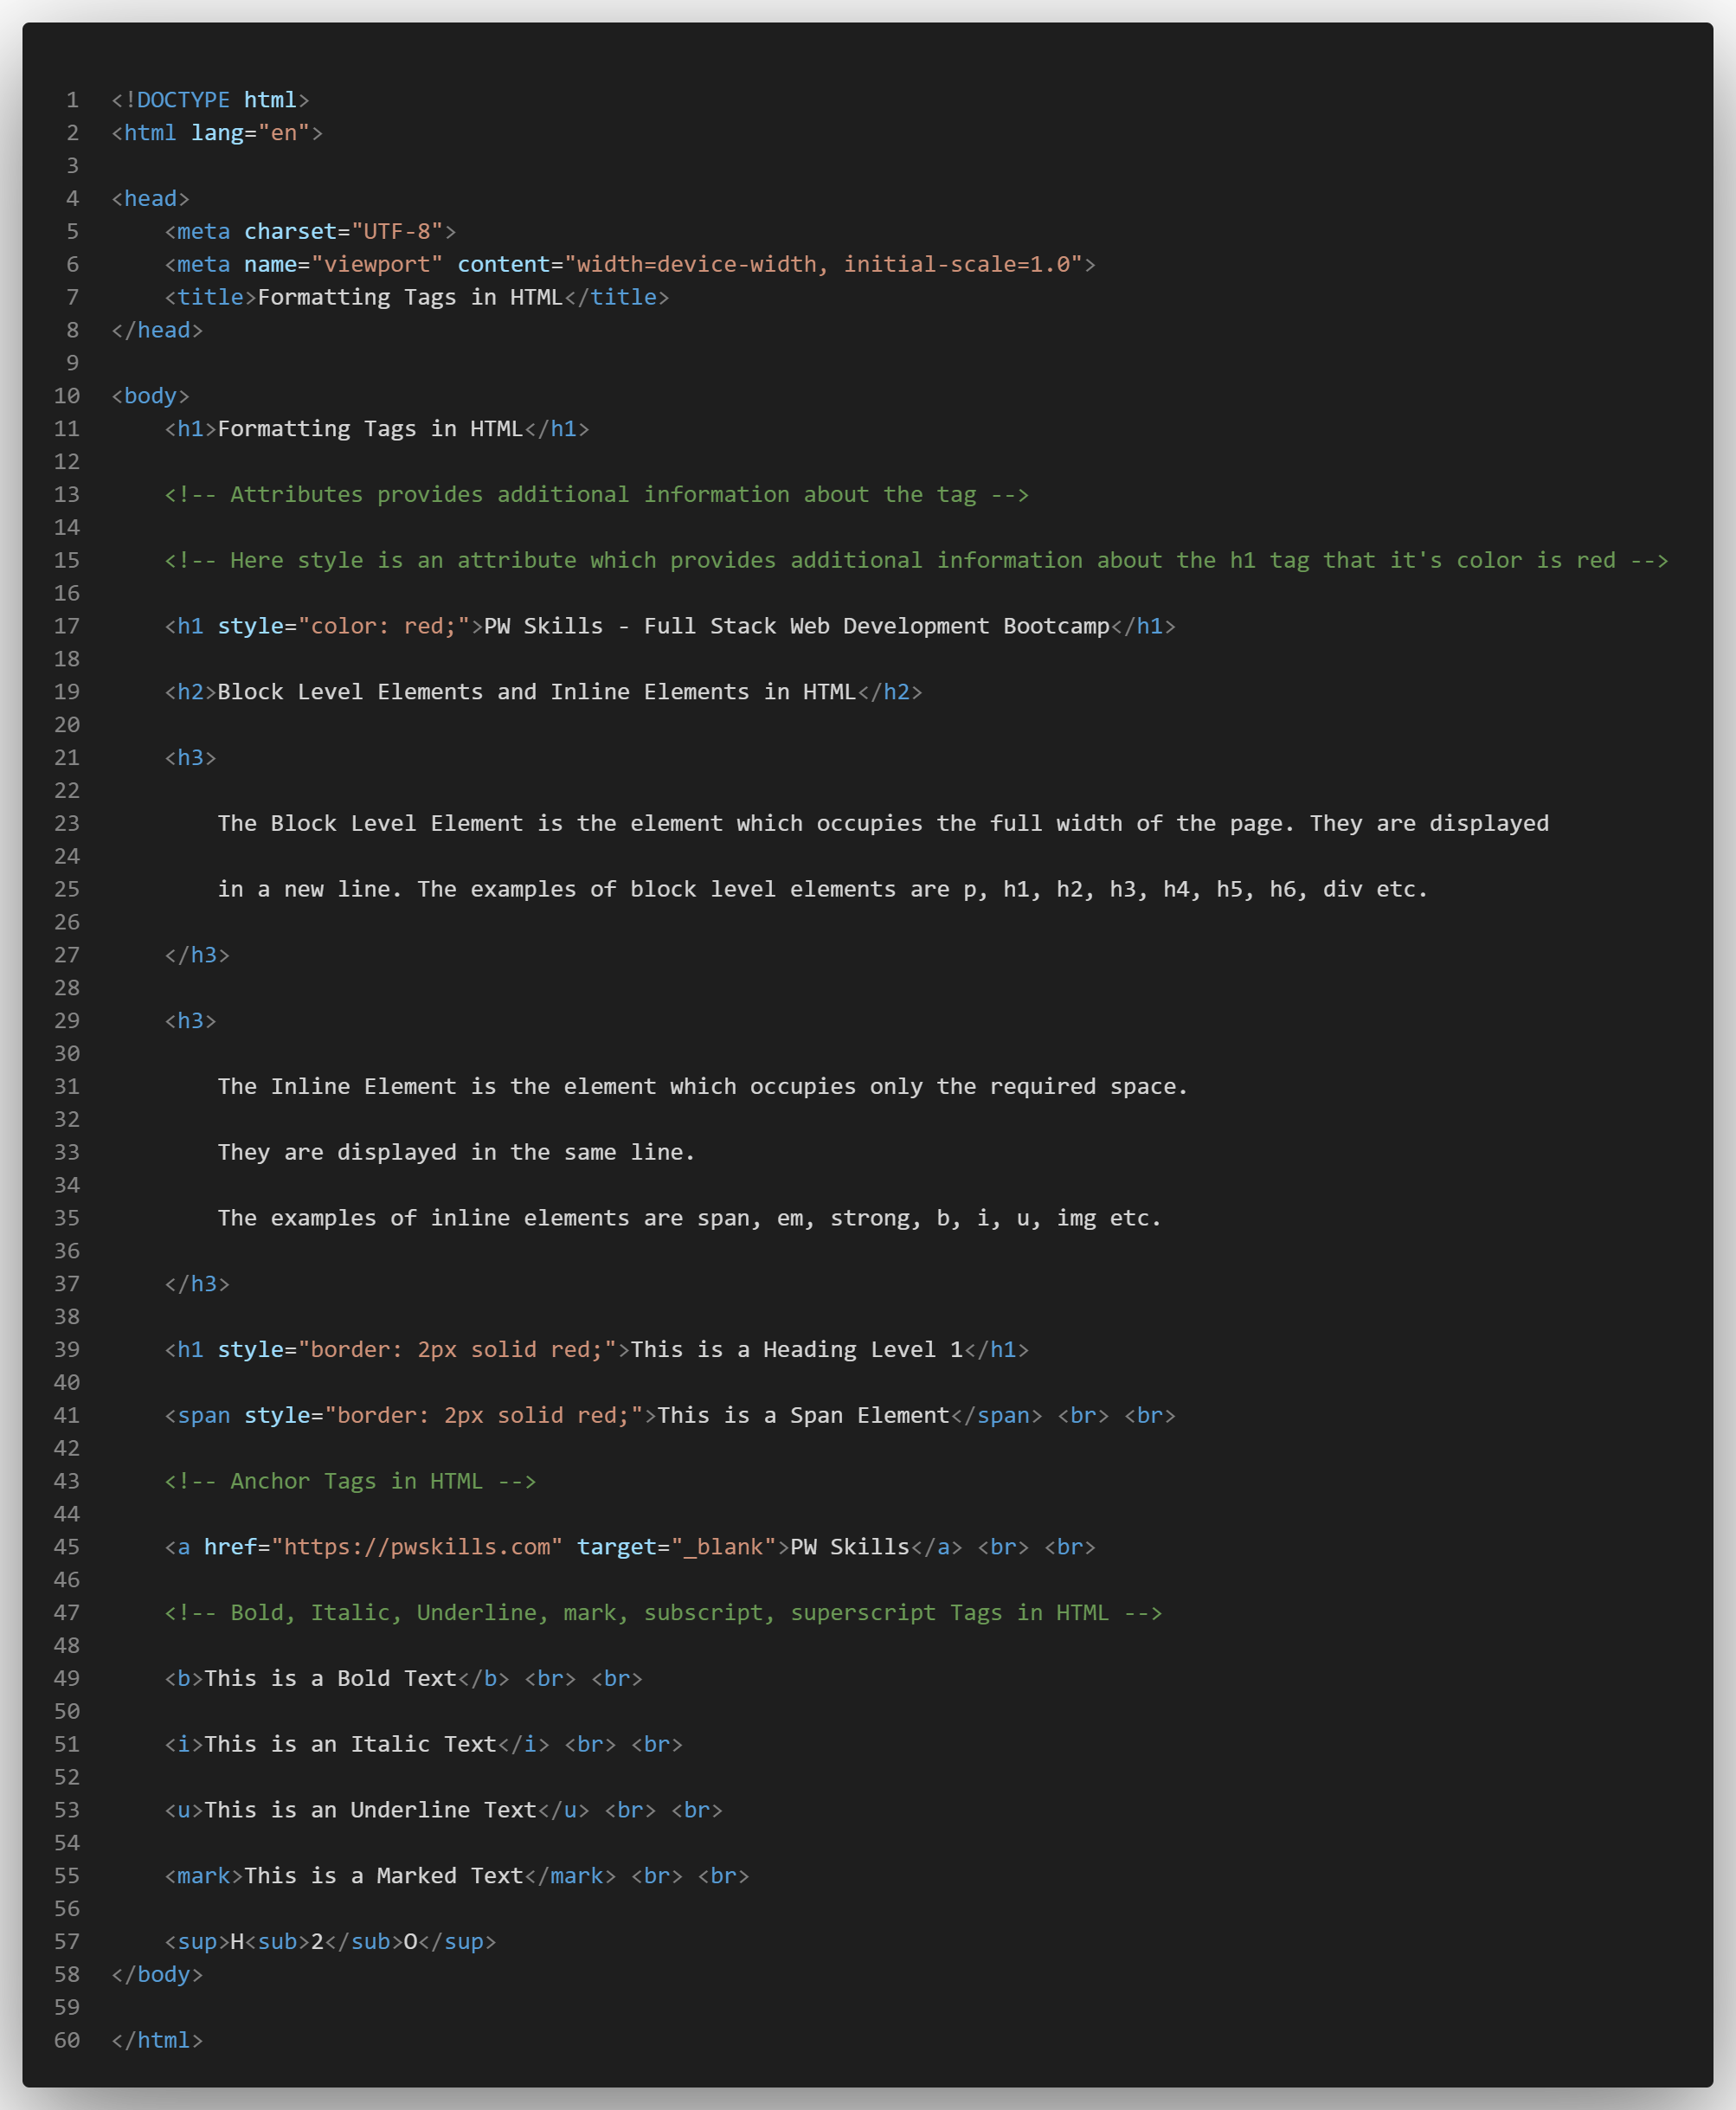 1 <!DOCTYPE html>
2 <html lang="en">
3
4 <head>
5     <meta charset="UTF-8">
6     <meta name="viewport" content="width=device-width, initial-scale=1.0">
7     <title>Formatting Tags in HTML</title>
8 </head>
9
10 <body>
11     <h1>Formatting Tags in HTML</h1>
12
13     <!-- Attributes provides additional information about the tag -->
14
15     <!-- Here style is an attribute which provides additional information about the h1 tag that it's color is red -->
16
17     <h1 style="color: red;">PW Skills - Full Stack Web Development Bootcamp</h1>
18
19     <h2>Block Level Elements and Inline Elements in HTML</h2>
20
21     <h3>
22
23         The Block Level Element is the element which occupies the full width of the page. They are displayed
24
25         in a new line. The examples of block level elements are p, h1, h2, h3, h4, h5, h6, div etc.
26
27     </h3>
28
29     <h3>
30
31         The Inline Element is the element which occupies only the required space.
32
33         They are displayed in the same line.
34
35         The examples of inline elements are span, em, strong, b, i, u, img etc.
36
37     </h3>
38
39     <h1 style="border: 2px solid red;">This is a Heading Level 1</h1>
40
41     <span style="border: 2px solid red;">This is a Span Element</span> <br> <br>
42
43     <!-- Anchor Tags in HTML -->
44
45     <a href="https://pwskills.com" target="_blank">PW Skills</a> <br> <br>
46
47     <!-- Bold, Italic, Underline, mark, subscript, superscript Tags in HTML -->
48
49     <b>This is a Bold Text</b> <br> <br>
50
51     <i>This is an Italic Text</i> <br> <br>
52
53     <u>This is an Underline Text</u> <br> <br>
54
55     <mark>This is a Marked Text</mark> <br> <br>
56
57     <sup>H<sub>2</sub>O</sup>
58 </body>
59
60 </html>